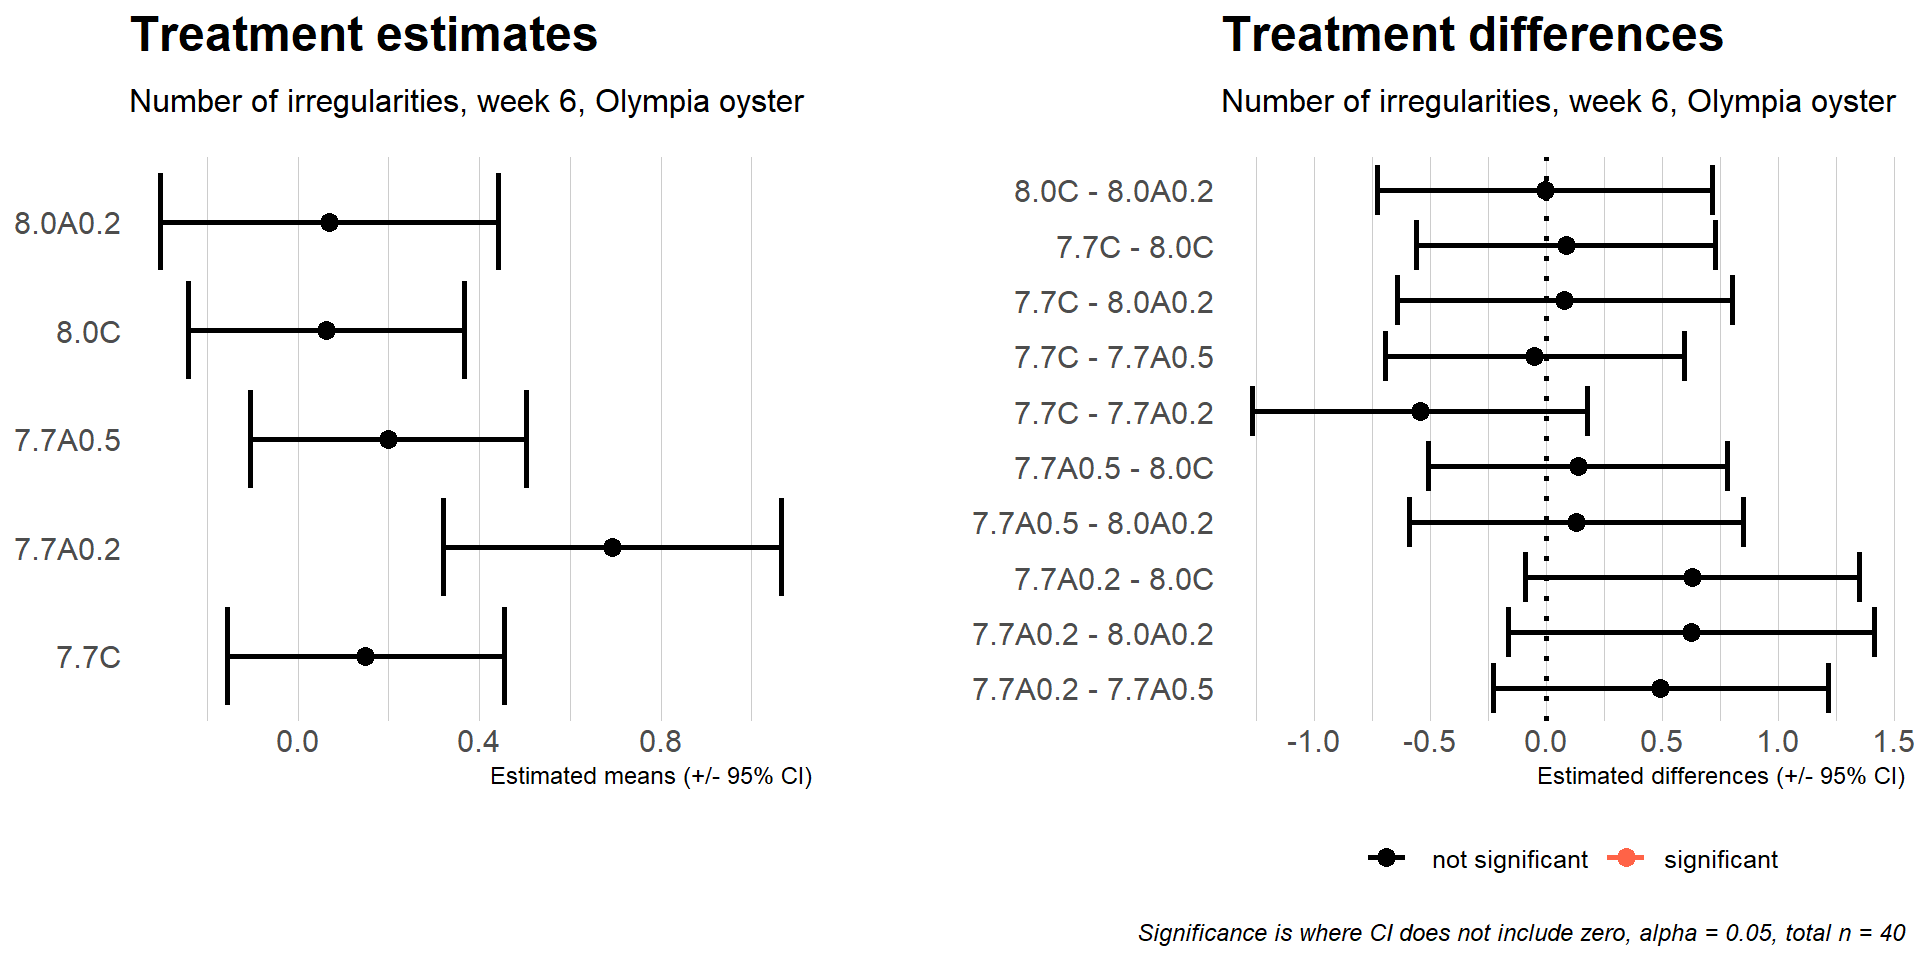 Treatment estimates
Number of irregularities, week 6, Olympia oyster
8.0A0.2
8.0C
7.7A0.5
7.7A0.2
7.7C
0.0 0.4 0.8
Estimated means (+/- 95% CI)
Treatment differences
Number of irregularities, week 6, Olympia oyster
8.0C - 8.0A0.2
7.7C - 8.0C
7.7C - 8.0A0.2
7.7C - 7.7A0.5
7.7C - 7.7A0.2
7.7A0.5 - 8.0C
7.7A0.5 - 8.0A0.2
7.7A0.2 - 8.0C
7.7A0.2 - 8.0A0.2
7.7A0.2 - 7.7A0.5
-1.0 -0.5 0.0 0.5 1.0 1.5
Estimated differences (+/- 95% CI)
not significant significant
Significance is where CI does not include zero, alpha = 0.05, total n = 40